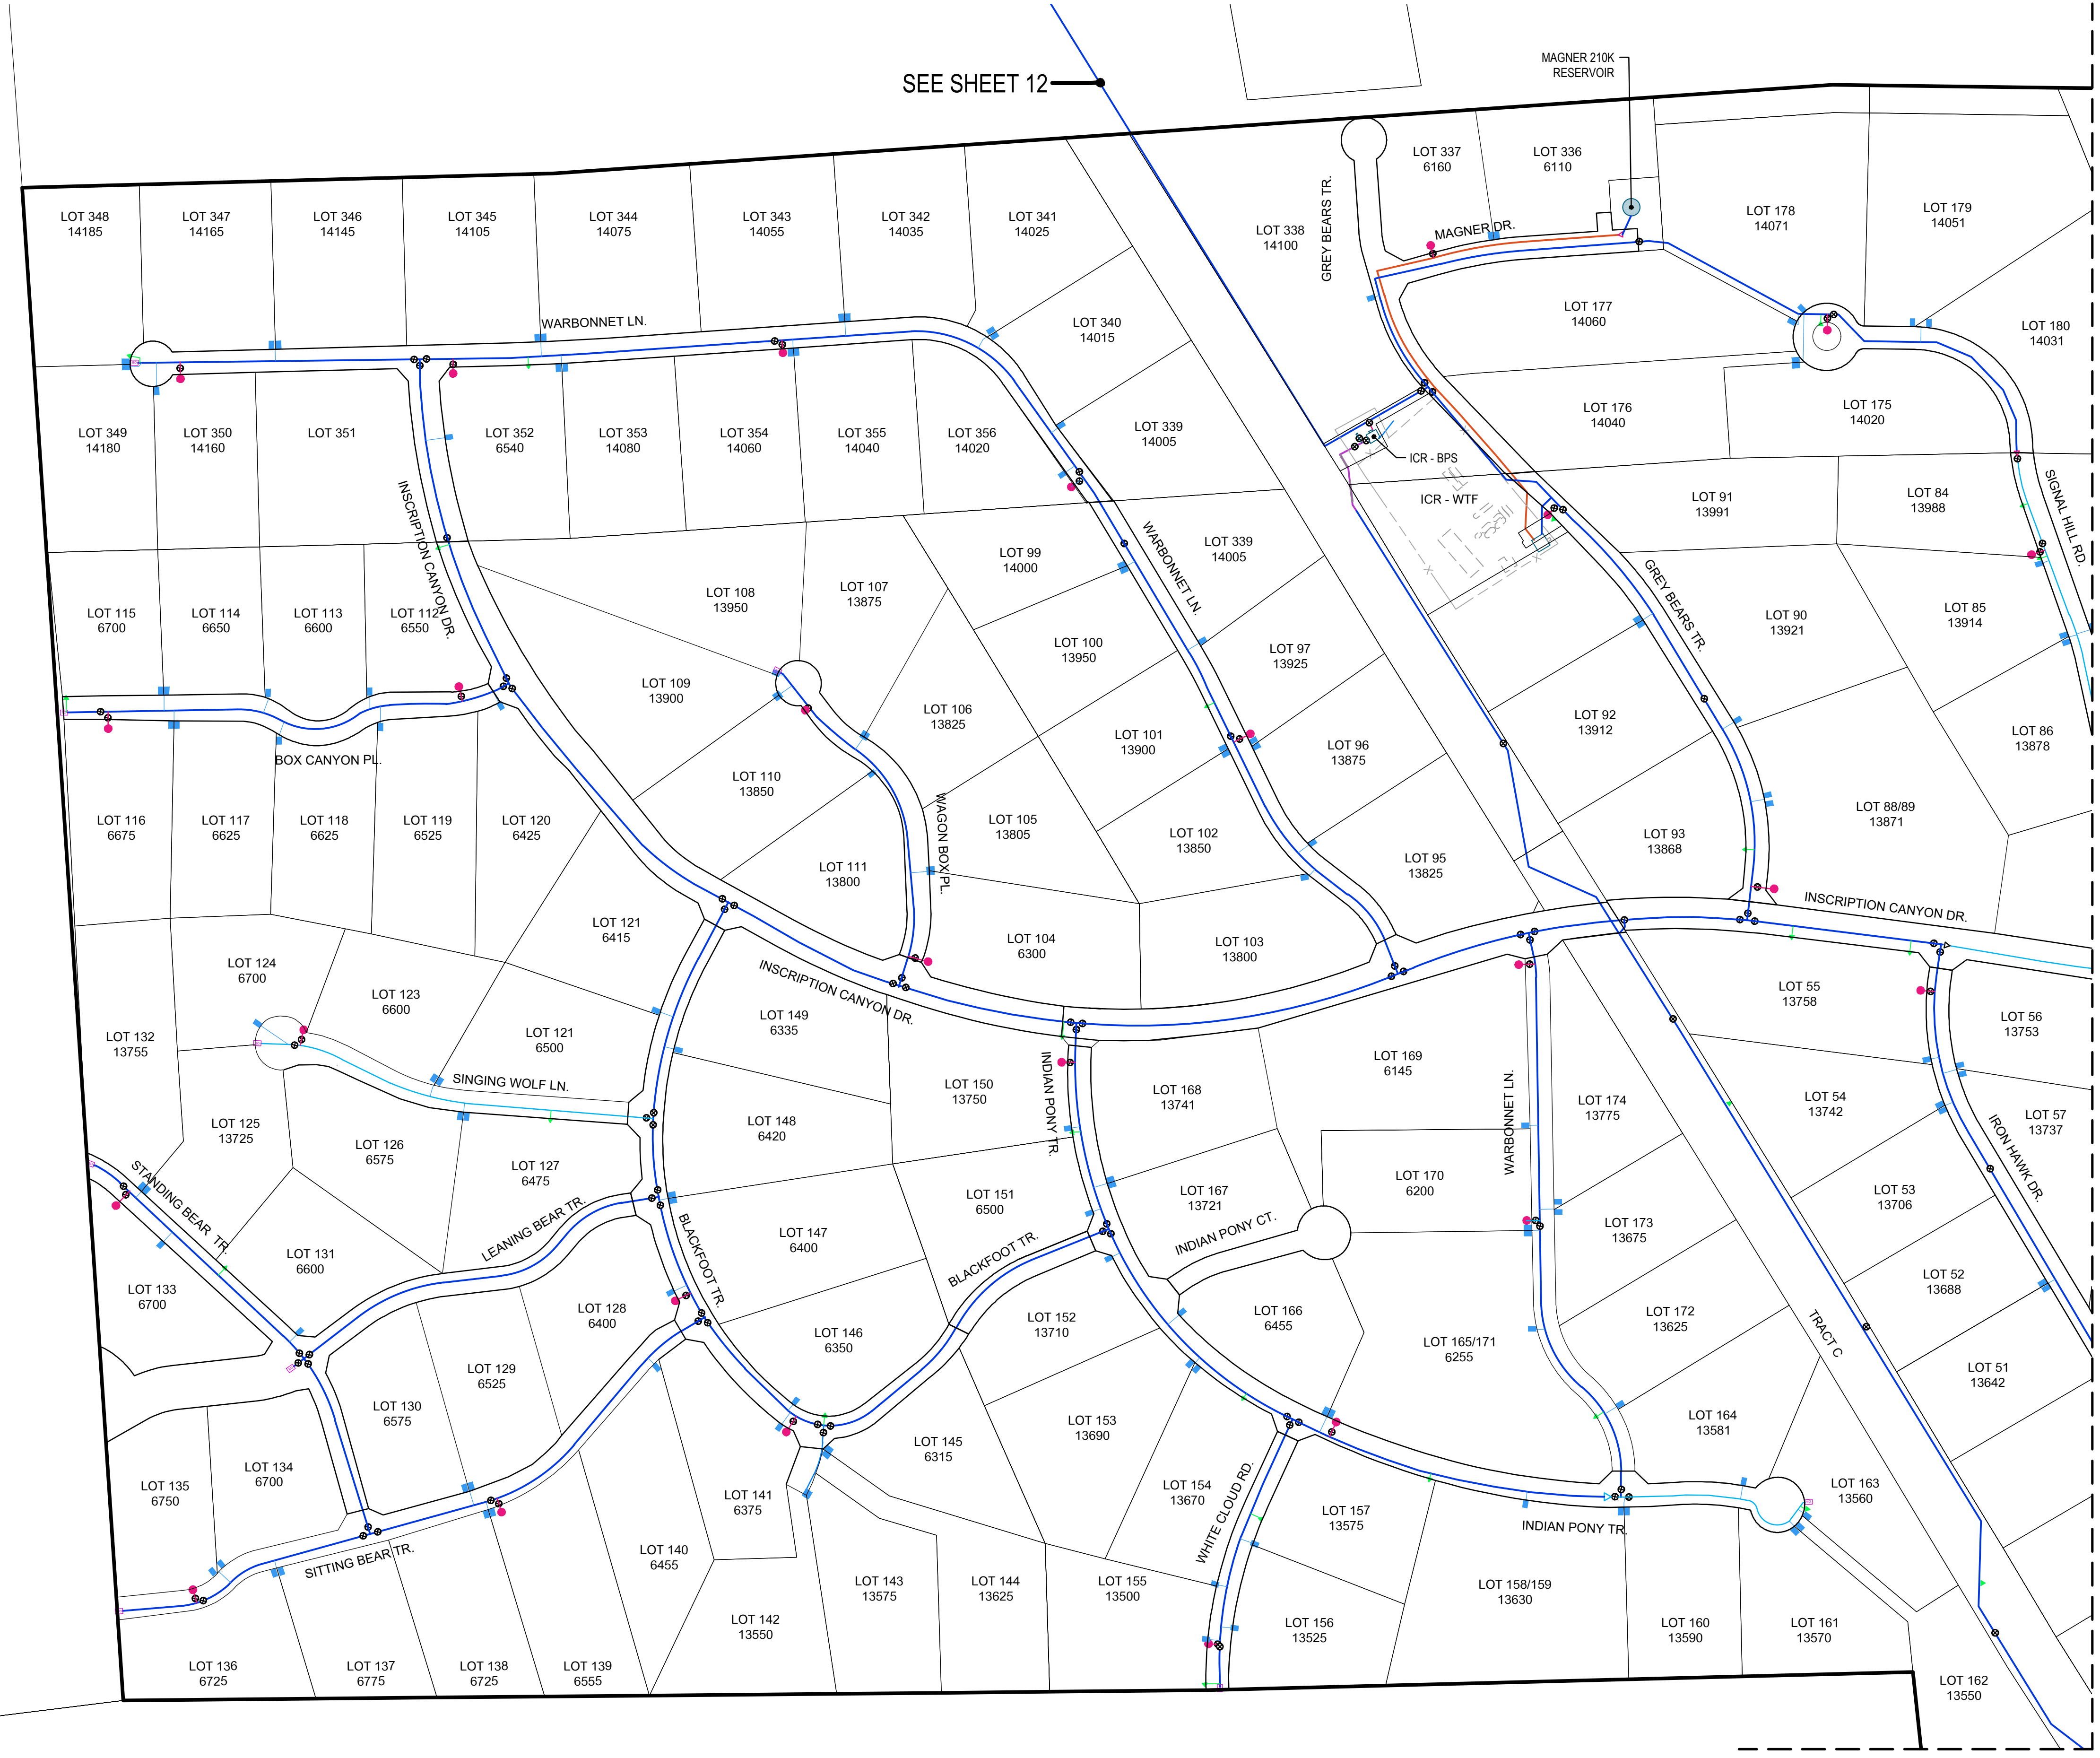 SEE SHEET 12
MAGNER 210K
RESERVOIR
LOT 337
6160
LOT 336
6110
GREY BEARS TR.
MAGNER DR.
LOT 348
14185
LOT 347
14165
LOT 346
14145
LOT 345
14105
LOT 344
14075
LOT 343
14055
LOT 342
14035
LOT 341
14025
LOT 338
14100
LOT 178
14071
LOT 179
14051
WARBONNET LN.
LOT 340
14015
LOT 177
14060
LOT 180
14031
LOT 349
14180
LOT 350
14160
LOT 351
LOT 352
6540
LOT 353
14080
LOT 354
14060
LOT 355
14040
LOT 356
14020
LOT 339
14005
LOT 176
14040
LOT 175
14020
ICR - BPS
ICR - WTF
INSCRIPTION CANYON DR.
LOT 91
13991
LOT 84
13988
SIGNAL HILL RD.
LOT 99
14000
WARBONNET LN.
LOT 339
14005
LOT 115
6700
LOT 114
6650
LOT 113
6600
LOT 112
6550
LOT 108
13950
LOT 107
13875
GREY BEARS TR.
LOT 90
13921
LOT 85
13914
LOT 100
13950
LOT 97
13925
LOT 109
13900
LOT 106
13825
LOT 101
13900
LOT 96
13875
LOT 92
13912
LOT 86
13878
BOX CANYON PL.
LOT 110
13850
WAGON BOX PL.
LOT 116
6675
LOT 117
6625
LOT 118
6625
LOT 119
6525
LOT 120
6425
LOT 105
13805
LOT 102
13850
LOT 93
13868
LOT 88/89
13871
LOT 111
13800
LOT 95
13825
INSCRIPTION CANYON DR.
LOT 121
6415
LOT 104
6300
LOT 103
13800
LOT 124
6700
LOT 123
6600
INSCRIPTION CANYON DR.
LOT 55
13758
LOT 56
13753
LOT 132
13755
LOT 121
6500
LOT 149
6335
LOT 169
6145
SINGING WOLF LN.
LOT 150
13750
INDIAN PONY TR.
LOT 168
13741
WARBONNET LN.
LOT 174
13775
LOT 54
13742
LOT 57
13737
IRON HAWK DR.
LOT 125
13725
LOT 126
6575
LOT 148
6420
LOT 127
6475
LOT 170
6200
STANDING BEAR TR.
LOT 151
6500
LOT 167
13721
LOT 53
13706
LEANING BEAR TR.
BLACKFOOT TR.
LOT 147
6400
BLACKFOOT TR.
INDIAN PONY CT.
LOT 173
13675
LOT 131
6600
LOT 133
6700
LOT 52
13688
LOT 128
6400
LOT 152
13710
LOT 166
6455
LOT 172
13625
TRACT C
LOT 146
6350
LOT 165/171
6255
LOT 129
6525
LOT 51
13642
LOT 130
6575
LOT 153
13690
LOT 164
13581
LOT 145
6315
LOT 134
6700
LOT 135
6750
LOT 141
6375
LOT 154
13670
WHITE CLOUD RD.
LOT 157
13575
LOT 163
13560
INDIAN PONY TR.
SITTING BEAR TR.
LOT 140
6455
LOT 143
13575
LOT 144
13625
LOT 155
13500
LOT 158/159
13630
LOT 142
13550
LOT 156
13525
LOT 160
13590
LOT 161
13570
LOT 136
6725
LOT 137
6775
LOT 138
6725
LOT 139
6555
LOT 162
13550